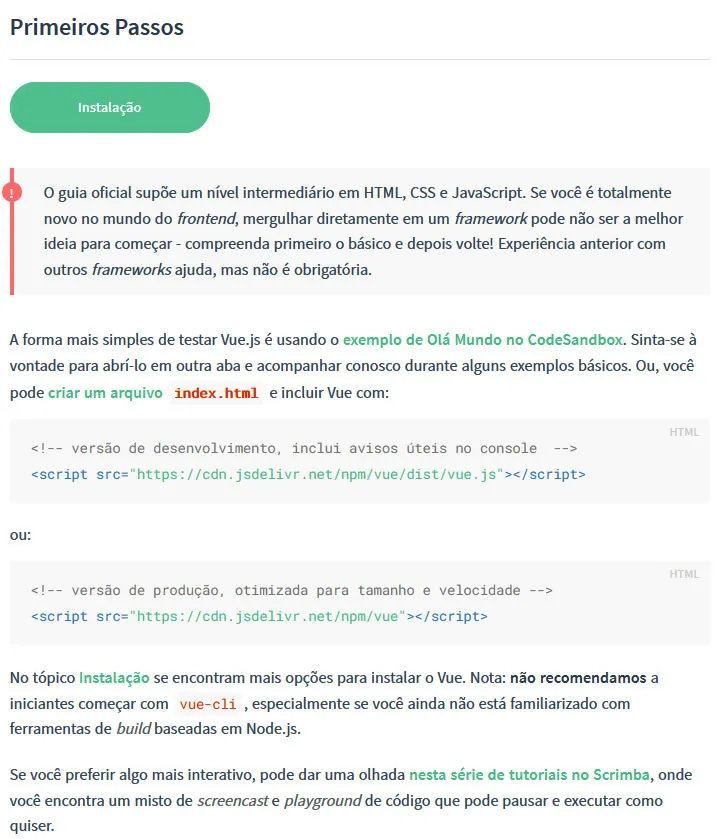 Primeiros Passos
Instalação
!
O guia oficial supõe um nível intermediário em HTML, CSS e JavaScript. Se você é totalmente
novo no mundo do frontend, mergulhar diretamente em um framework pode não ser a melhor
ideia para começar - compreenda primeiro o básico e depois volte! Experiência anterior com
outros frameworks ajuda, mas não é obrigatória.
A forma mais simples de testar Vue.js é usando o exemplo de Olá Mundo no CodeSandbox. Sinta-se à
vontade para abrí-lo em outra aba e acompanhar conosco durante alguns exemplos básicos. Ou, você
pode criar um arquivo index.html e incluir Vue com:
HTML
<!-- versão de desenvolvimento, inclui avisos úteis no console  -->
<script src="https://cdn.jsdelivr.net/npm/vue/dist/vue.js"></script>
ou:
HTML
<!-- versão de produção, otimizada para tamanho e velocidade -->
<script src="https://cdn.jsdelivr.net/npm/vue"></script>
No tópico Instalação se encontram mais opções para instalar o Vue. Nota: não recomendamos a
iniciantes começar com vue-cli , especialmente se você ainda não está familiarizado com
ferramentas de build baseadas em Node.js.
Se você preferir algo mais interativo, pode dar uma olhada nesta série de tutoriais no Scrimba, onde
você encontra um misto de screencast e playground de código que pode pausar e executar como
quiser.